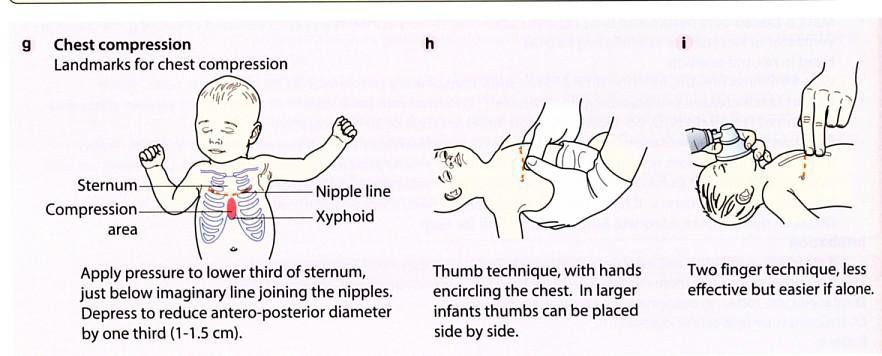 g Chest compression
Landmarks for chest compression
Sternum
Compression
area
Nipple line
Xyphoid
Apply pressure to lower third of sternum,
just below imaginary line joining the nipples.
Depress to reduce antero-posterior diameter
by one third (1-1.5 cm).
h
Thumb technique, with hands
encircling the chest. In larger
infants thumbs can be placed
side by side.
i
Two finger technique, less
effective but easier if alone.